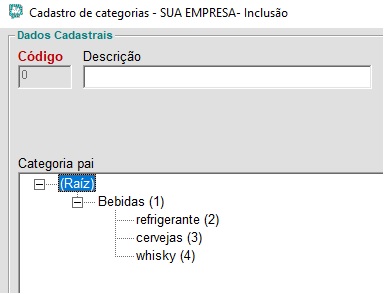 Cadastro de categorias - SUA EMPRESA- Inclusão
Dados Cadastrais
Código Descrição
0
Categoria pai
(Raíz)
Bebidas (1)
refrigerante (2)
cervejas (3)
whisky (4)